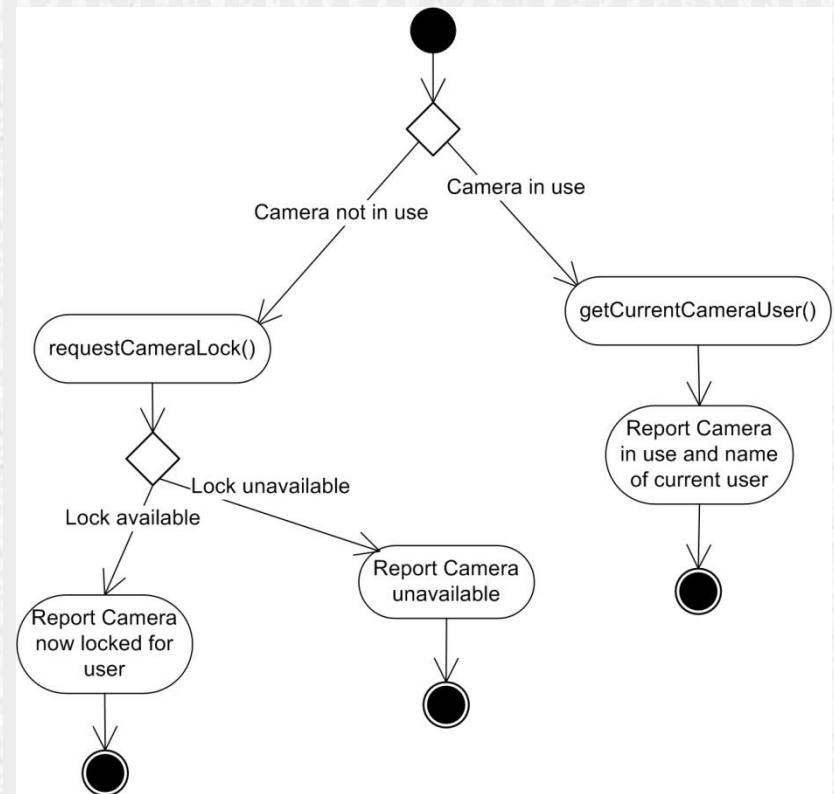 Camera in use
Camera not in use
getCurrentCameraUser()
requestCameraLock()
Report Camera
in use and name
of current user
Lock unavailable
Lock available
Report Camera
unavailable
Report Camera
now locked for
user